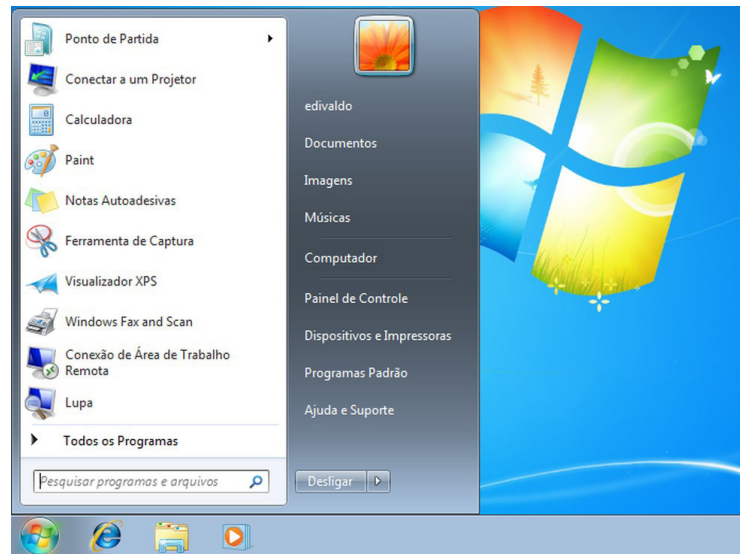 Ponto de Partida
Conectar a um Projetor
Calculadora
Paint
Notas Autoadesivas
Ferramenta de Captura
Visualizador XPS
Windows Fax and Scan
Conexão de Área de Trabalho
Remota
Lupa
Todos os Programas
Pesquisar programas e arquivos
edivaldo
Documentos
Imagens
Músicas
Computador
Painel de Controle
Dispositivos e Impressoras
Programas Padrão
Ajuda e Suporte
Desligar